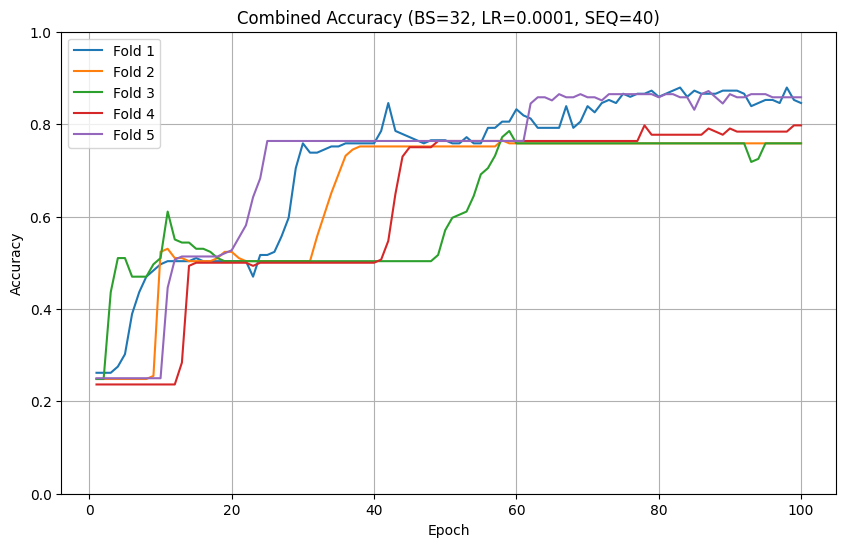 Combined Accuracy (BS=32, LR=0.0001, SEQ=40)
Fold 1
Fold 2
Fold 3
Fold 4
Fold 5
1.0
0.8
0.6
0.4
0.2
0.0
Accuracy
0 20 40 60 80 100
Epoch